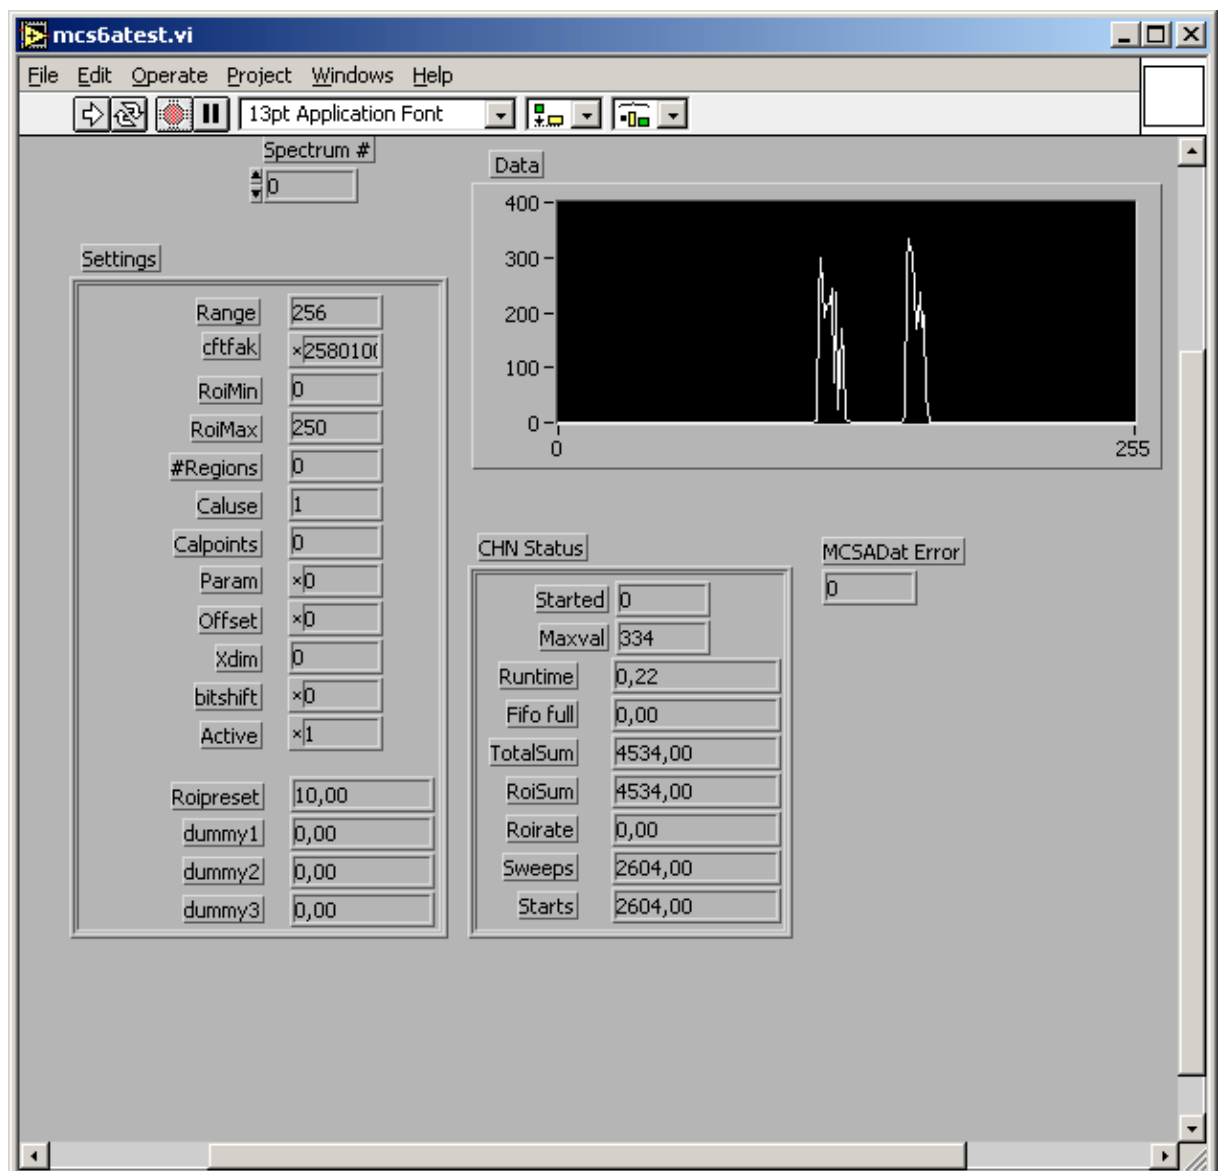 mcs6atest.vi
File Edit Operate Project Windows Help
13pt Application Font
Spectrum #
0
Settings
Range 256
cftfak ×2580100
RoiMin 0
RoiMax 250
#Regions 0
Caluse 1
Calpoints 0
Param ×0
Offset ×0
Xdim 0
bitshift ×0
Active ×1
Roipreset 10,00
dummy1 0,00
dummy2 0,00
dummy3 0,00
Data
400
300
200
100
0
0 255
CHN Status
Started 0
Maxval 334
Runtime 0,22
Fifo full 0,00
TotalSum 4534,00
RoiSum 4534,00
Roirate 0,00
Sweeps 2604,00
Starts 2604,00
MCSADat Error
0